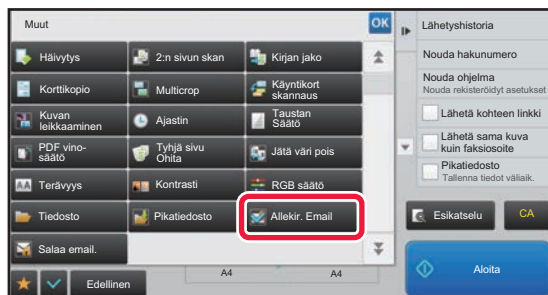 Muut
OK
Häivytys
2:n sivun skan
Kirjan jako
Korttikopio
Multicrop
Käyntikort
skannaus
Kuvan
leikkaaminen
Ajastin
Taustan
Säätö
PDF vino-
säätö
Tyhjä sivu
Ohita
Jätä väri pois
AA
Terävyys
Kontrasti
RGB säätö
Tiedosto
Pikatiedosto
Allekir. Email
Salaa email.
Edellinen
A4
A4
Lähetyshistoria
Nouda hakunumero
Nouda ohjelma
Nouda rekisteröidyt asetukset
Lähetä kohteen linkki
Lähetä sama kuva
kuin faksiosoite
Pikatiedosto
Tallenna tiedot väliaik.
Esikatselu
CA
Aloita